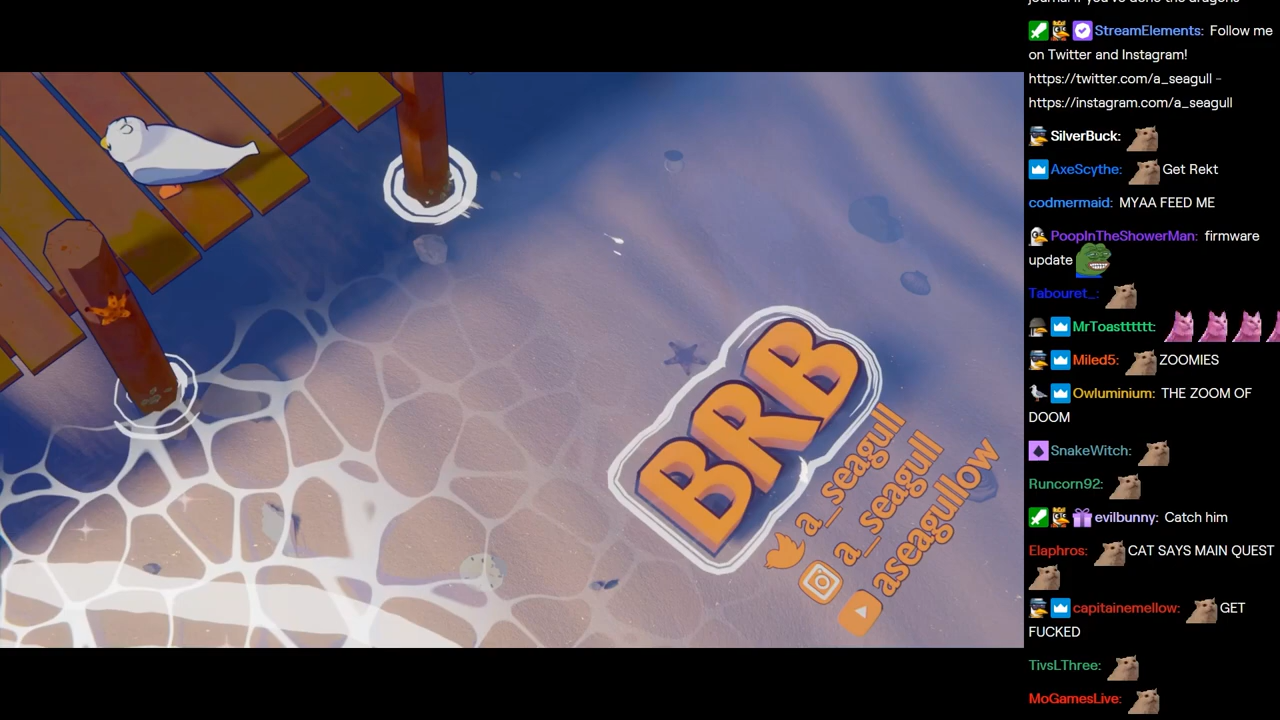 BRB
a_seagull
a_seagull
aseagullow
StreamElements: Follow me
on Twitter and Instagram!
https://twitter.com/a_seagull -
https://instagram.com/a_seagull
SilverBuck:
AxeScythe: Get Rekt
codmermaid: MYAA FEED ME
PoopInTheShowerMan: firmware
update
Tabouret_:
MrToastttttt:
Miled5: ZOOMIES
Owluminium: THE ZOOM OF
DOOM
SnakeWitch:
Runcorn92:
evilbunny: Catch him
Elaphros: CAT SAYS MAIN QUEST
capitainemellow: GET
FUCKED
TivsLThree:
MoGamesLive: